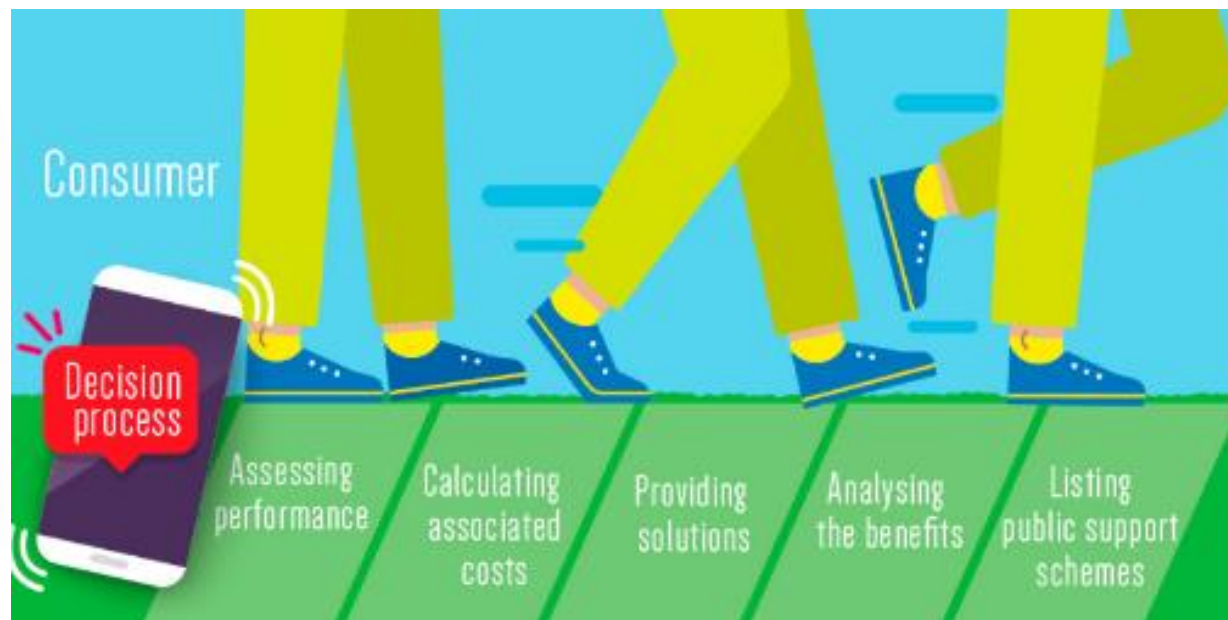 Consumer
Decision
process
Assessing
performance
Calculating
associated
costs
Providing
solutions
Analysing
the benefits
Listing
public support
schemes